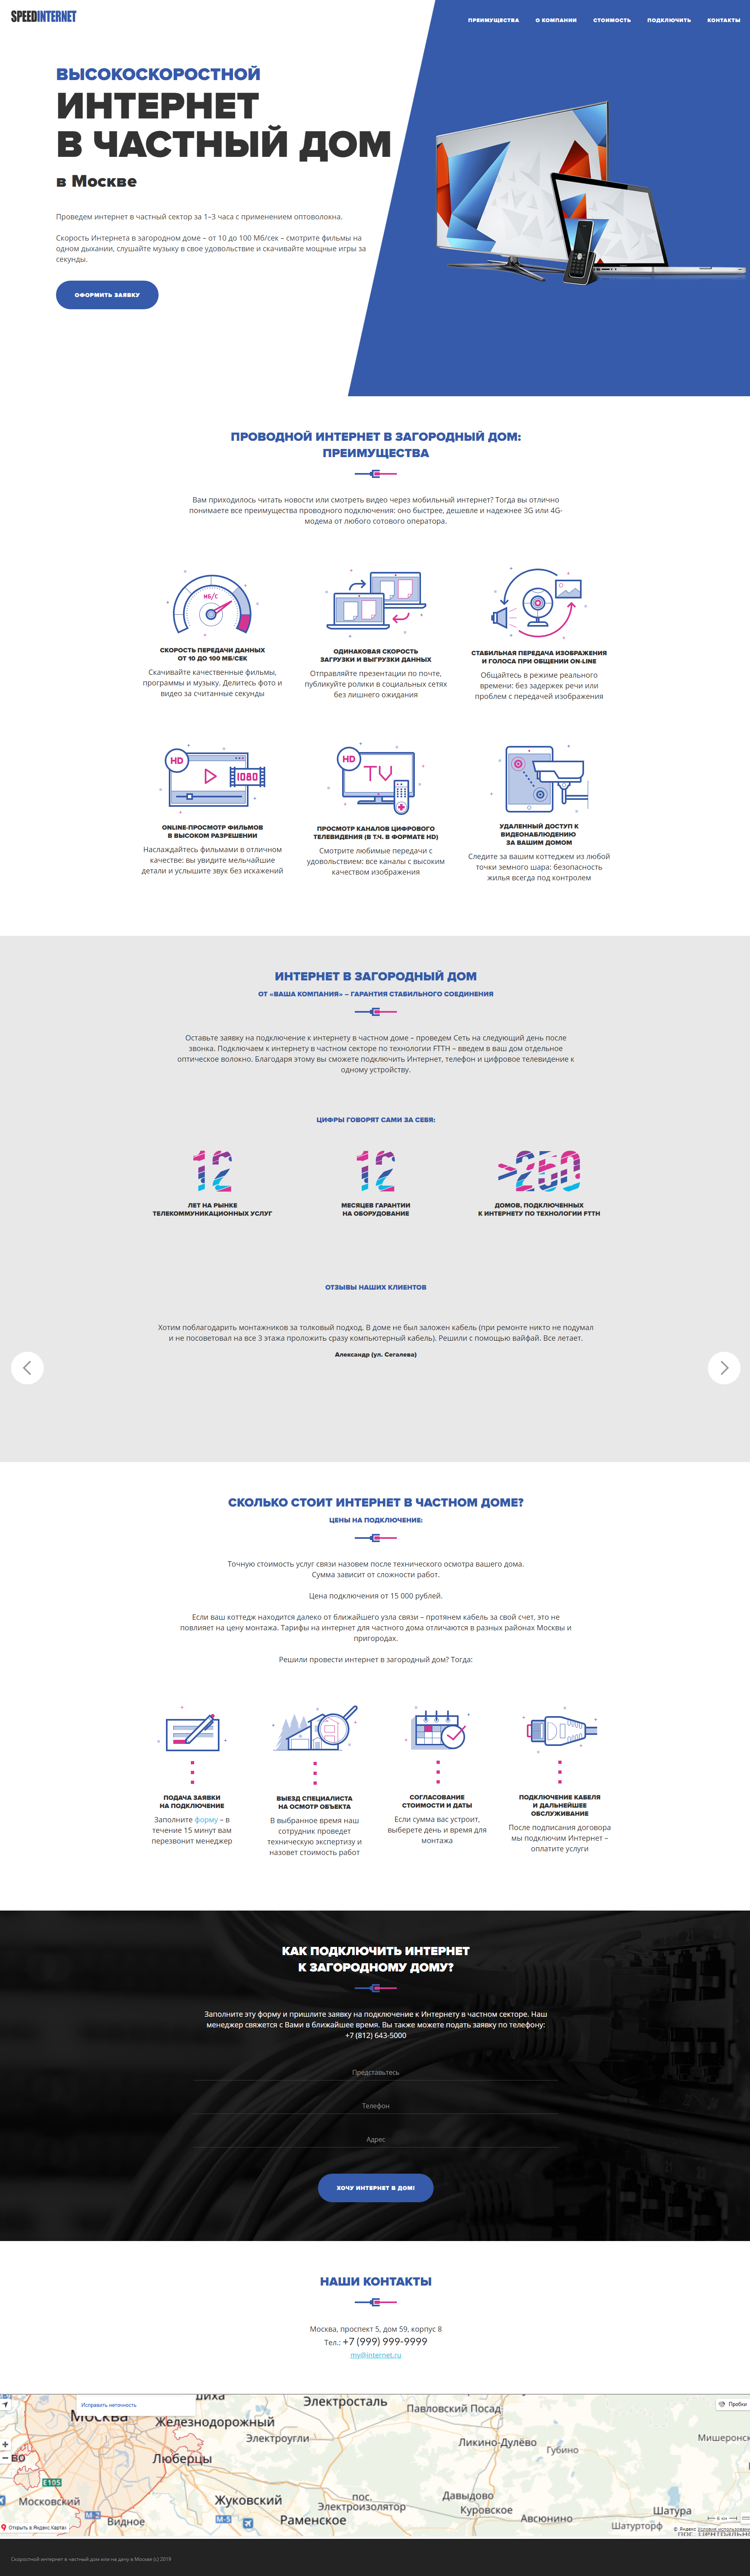 SPEEDINTERNET
ПРЕИМУЩЕСТВА О КОМПАНИИ СТОИМОСТЬ ПОДКЛЮЧИТЬ КОНТАКТЫ
ВЫСОКОСКОРОСТНОЙ
ИНТЕРНЕТ
В ЧАСТНЫЙ ДОМ
в Москве
Проведем интернет в частный сектор за 1–3 часа с применением оптоволокна.
Скорость Интернета в загородном доме – от 10 до 100 Мб/сек – смотрите фильмы на
одном дыхании, слушайте музыку в свое удовольствие и скачивайте мощные игры за
секунды.
ОФОРМИТЬ ЗАЯВКУ
ПРОВОДНОЙ ИНТЕРНЕТ В ЗАГОРОДНЫЙ ДОМ:
ПРЕИМУЩЕСТВА
Вам приходилось читать новости или смотреть видео через мобильный интернет? Тогда вы отлично
понимаете все преимущества проводного подключения: оно быстрее, дешевле и надежнее 3G или 4G-
модема от любого сотового оператора.
МБ/С
СКОРОСТЬ ПЕРЕДАЧИ ДАННЫХ
ОТ 10 ДО 100 МБ/СЕК
Скачивайте качественные фильмы,
программы и музыку. Делитесь фото и
видео за считанные секунды
ОДИНАКОВАЯ СКОРОСТЬ
ЗАГРУЗКИ И ВЫГРУЗКИ ДАННЫХ
Отправляйте презентации по почте,
публикуйте ролики в социальных сетях
без лишнего ожидания
СТАБИЛЬНАЯ ПЕРЕДАЧА ИЗОБРАЖЕНИЯ
И ГОЛОСА ПРИ ОБЩЕНИИ ON-LINE
Общайтесь в режиме реального
времени: без задержек речи или
проблем с передачей изображения
HD
1080
ONLINE-ПРОСМОТР ФИЛЬМОВ
В ВЫСОКОМ РАЗРЕШЕНИИ
Наслаждайтесь фильмами в отличном
качестве: вы увидите мельчайшие
детали и услышите звук без искажений
HD
TV
ПРОСМОТР КАНАЛОВ ЦИФРОВОГО
ТЕЛЕВИДЕНИЯ (В Т.Ч. В ФОРМАТЕ HD)
Смотрите любимые передачи с
удовольствием: все каналы с высоким
качеством изображения
УДАЛЕННЫЙ ДОСТУП К
ВИДЕОНАБЛЮДЕНИЮ
ЗА ВАШИМ ДОМОМ
Следите за вашим коттеджем из любой
точки земного шара: безопасность
жилья всегда под контролем
ИНТЕРНЕТ В ЗАГОРОДНЫЙ ДОМ
ОТ «ВАША КОМПАНИЯ» – ГАРАНТИЯ СТАБИЛЬНОГО СОЕДИНЕНИЯ
Оставьте заявку на подключение к интернету в частном доме – проведем Сеть на следующий день после
звонка. Подключаем к интернету в частном секторе по технологии FTTH – введем в ваш дом отдельное
оптическое волокно. Благодаря этому вы сможете подключить Интернет, телефон и цифровое телевидение к
одному устройству.
ЦИФРЫ ГОВОРЯТ САМИ ЗА СЕБЯ:
12
ЛЕТ НА РЫНКЕ
ТЕЛЕКОММУНИКАЦИОННЫХ УСЛУГ
12
МЕСЯЦЕВ ГАРАНТИИ
НА ОБОРУДОВАНИЕ
>250
ДОМОВ, ПОДКЛЮЧЕННЫХ
К ИНТЕРНЕТУ ПО ТЕХНОЛОГИИ FTTH
ОТЗЫВЫ НАШИХ КЛИЕНТОВ
Хотим поблагодарить монтажников за толковый подход. В доме не был заложен кабель (при ремонте никто не подумал
и не посоветовал на все 3 этажа проложить сразу компьютерный кабель). Решили с помощью вайфай. Все летает.
Александр (ул. Сегалева)
СКОЛЬКО СТОИТ ИНТЕРНЕТ В ЧАСТНОМ ДОМЕ?
ЦЕНЫ НА ПОДКЛЮЧЕНИЕ:
Точную стоимость услуг связи назовем после технического осмотра вашего дома.
Сумма зависит от сложности работ.
Цена подключения от 15 000 рублей.
Если ваш коттедж находится далеко от ближайшего узла связи – протянем кабель за свой счет, это не
повлияет на цену монтажа. Тарифы на интернет для частного дома отличаются в разных районах Москвы и
пригородах.
Решили провести интернет в загородный дом? Тогда:
ПОДАЧА ЗАЯВКИ
НА ПОДКЛЮЧЕНИЕ
Заполните форму – в
течение 15 минут вам
перезвонит менеджер
ВЫЕЗД СПЕЦИАЛИСТА
НА ОСМОТР ОБЪЕКТА
В выбранное время наш
сотрудник проведет
техническую экспертизу и
назовет стоимость работ
СОГЛАСОВАНИЕ
СТОИМОСТИ И ДАТЫ
Если сумма вас устроит,
выберете день и время для
монтажа
ПОДКЛЮЧЕНИЕ КАБЕЛЯ
И ДАЛЬНЕЙШЕЕ
ОБСЛУЖИВАНИЕ
После подписания договора
мы подключим Интернет –
оплатите услуги
КАК ПОДКЛЮЧИТЬ ИНТЕРНЕТ
К ЗАГОРОДНОМУ ДОМУ?
Заполните эту форму и пришлите заявку на подключение к Интернету в частном секторе. Наш
менеджер свяжется с Вами в ближайшее время. Вы также можете подать заявку по телефону:
+7 (812) 643-5000
Представьтесь
Телефон
Адрес
ХОЧУ ИНТЕРНЕТ В ДОМ!
НАШИ КОНТАКТЫ
Москва, проспект 5, дом 59, корпус 8
Тел.: +7 (999) 999-9999
my@internet.ru
Исправить неточность
Пробки
Москва
Железнодорожный
Электросталь
Павловский Посад
Электроугли
Ликино-Дулёво
Губино
Мишеронск
Люберцы
Е105
Московский
М-2
Видное
Жуковский
М-5
Раменское
пос.
Электроизолятор
Давыдово
Куровское
Авсюнино
Шатура
Шатурторф
6 км
Открыть в Яндекс.Картах
© Яндекс Условия использования
Скоростной интернет в частный дом или на дачу в Москве (с) 2019